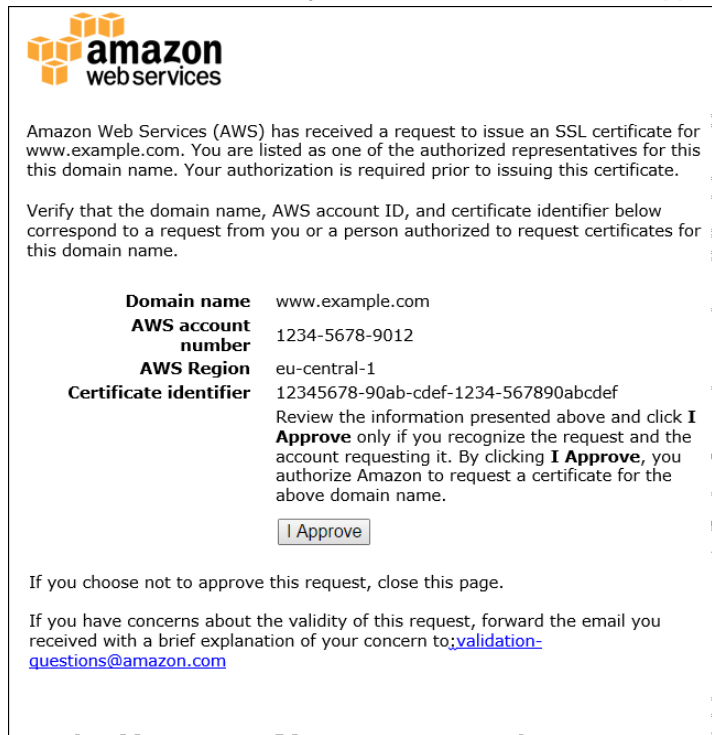 amazon
web services
Amazon Web Services (AWS) has received a request to issue an SSL certificate for
www.example.com. You are listed as one of the authorized representatives for this
this domain name. Your authorization is required prior to issuing this certificate.
Verify that the domain name, AWS account ID, and certificate identifier below
correspond to a request from you or a person authorized to request certificates for
this domain name.
Domain name www.example.com
AWS account
number 1234-5678-9012
AWS Region eu-central-1
Certificate identifier 12345678-90ab-cdef-1234-567890abcdef
Review the information presented above and click I
Approve only if you recognize the request and the
account requesting it. By clicking I Approve, you
authorize Amazon to request a certificate for the
above domain name.
I Approve
If you choose not to approve this request, close this page.
If you have concerns about the validity of this request, forward the email you
received with a brief explanation of your concern to:validation-
questions@amazon.com